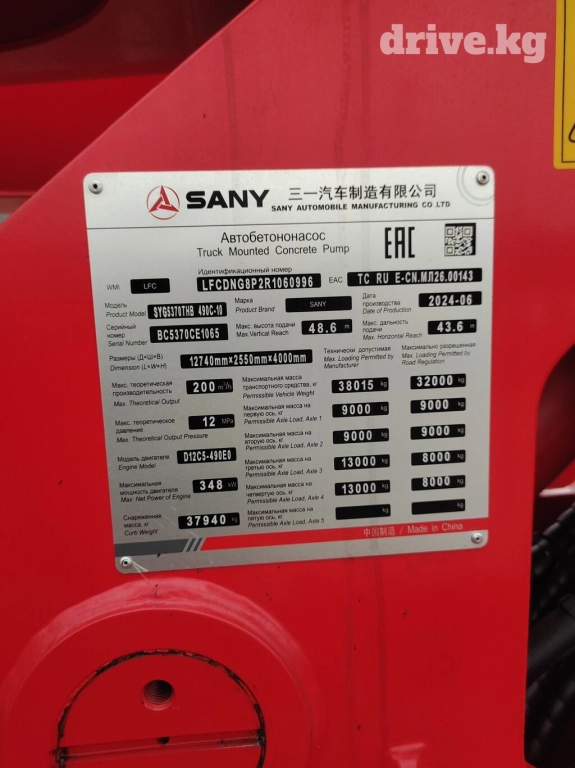 drive.kg
SANY 三一汽车制造有限公司
SANY AUTOMOBILE MANUFACTURING CO LTD
Автобетононасос
Truck Mounted Concrete Pump
EAC
Идентификационный номер
WMI LFC LFCDNG8P2R1060996 EAC ТС RU Е-CN.МЛ26.00143
Модель
Product Model SYG5370THB 490C-10
Марка
Product Brand SANY
Дата
производства
Date of Production 2024-06
Серийный
номер
Serial Number BC5370CE1065
Макс. высота подачи
Max.Vertical Reach 48.6 m
Макс. дальность
подачи
Max. Horizontal Reach 43.6 m
Размеры (Д×Ш×В)
Dimension (L×W×H) 12740mm×2550mm×4000mm
Технически допустимая
Max. Loading Permitted by
Manufacturer
Максимально разрешенная
Max. Loading Permitted by
Road Regulation
Макс. теоретическая
производительность
Max. Theoretical Output 200 m³/h
Максимальная масса
транспортного средства, кг
Permissible Vehicle Weight 38015 kg 32000 kg
Максимальная масса на
первую ось, кг
Permissible Axle Load, Axle 1 9000 kg 9000 kg
Макс. теоретическое
давление
Max. Theoretical Output Pressure 12 MPa
Максимальная масса на
вторую ось, кг
Permissible Axle Load, Axle 2 9000 kg 9000 kg
Модель двигателя
Engine Model D12C5-490E0
Максимальная масса на
третью ось, кг
Permissible Axle Load, Axle 3 13000 kg 8000 kg
Максимальная
мощность двигателя
Max. Net Power of Engine 348 kW
Максимальная масса на
четвертую ось, кг
Permissible Axle Load, Axle 4 13000 kg 8000 kg
Снаряженная
масса, кг
Curb Weight 37940 kg
Максимальная масса на
пятую ось, кг
Permissible Axle Load, Axle 5 kg kg
中国制造 / Made in China